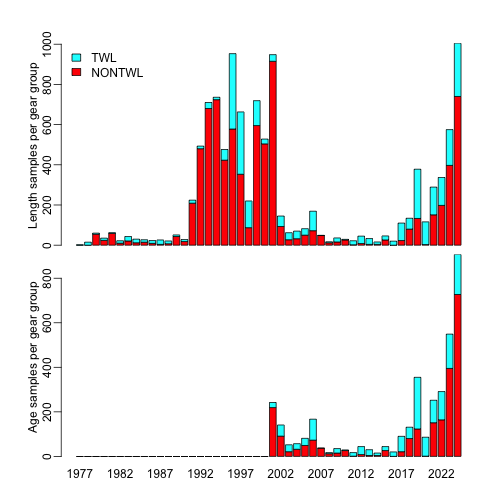 Length samples per gear group
0 200 400 600 800 1000
TWL
NONTWL
Age samples per gear group
0 200 400 600 800
1977 1982 1987 1992 1997 2002 2007 2012 2017 2022